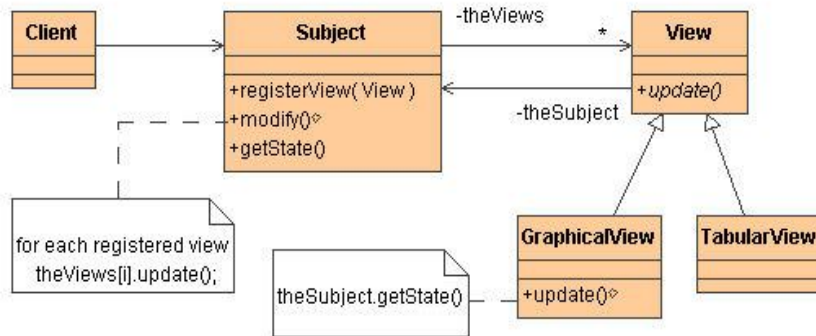 Client
Subject
-theViews
*
View
+registerView( View )
+modify()
+getState()
+update()
-theSubject
for each registered view
theViews[i].update();
GraphicalView
TabularView
theSubject.getState()
+update()